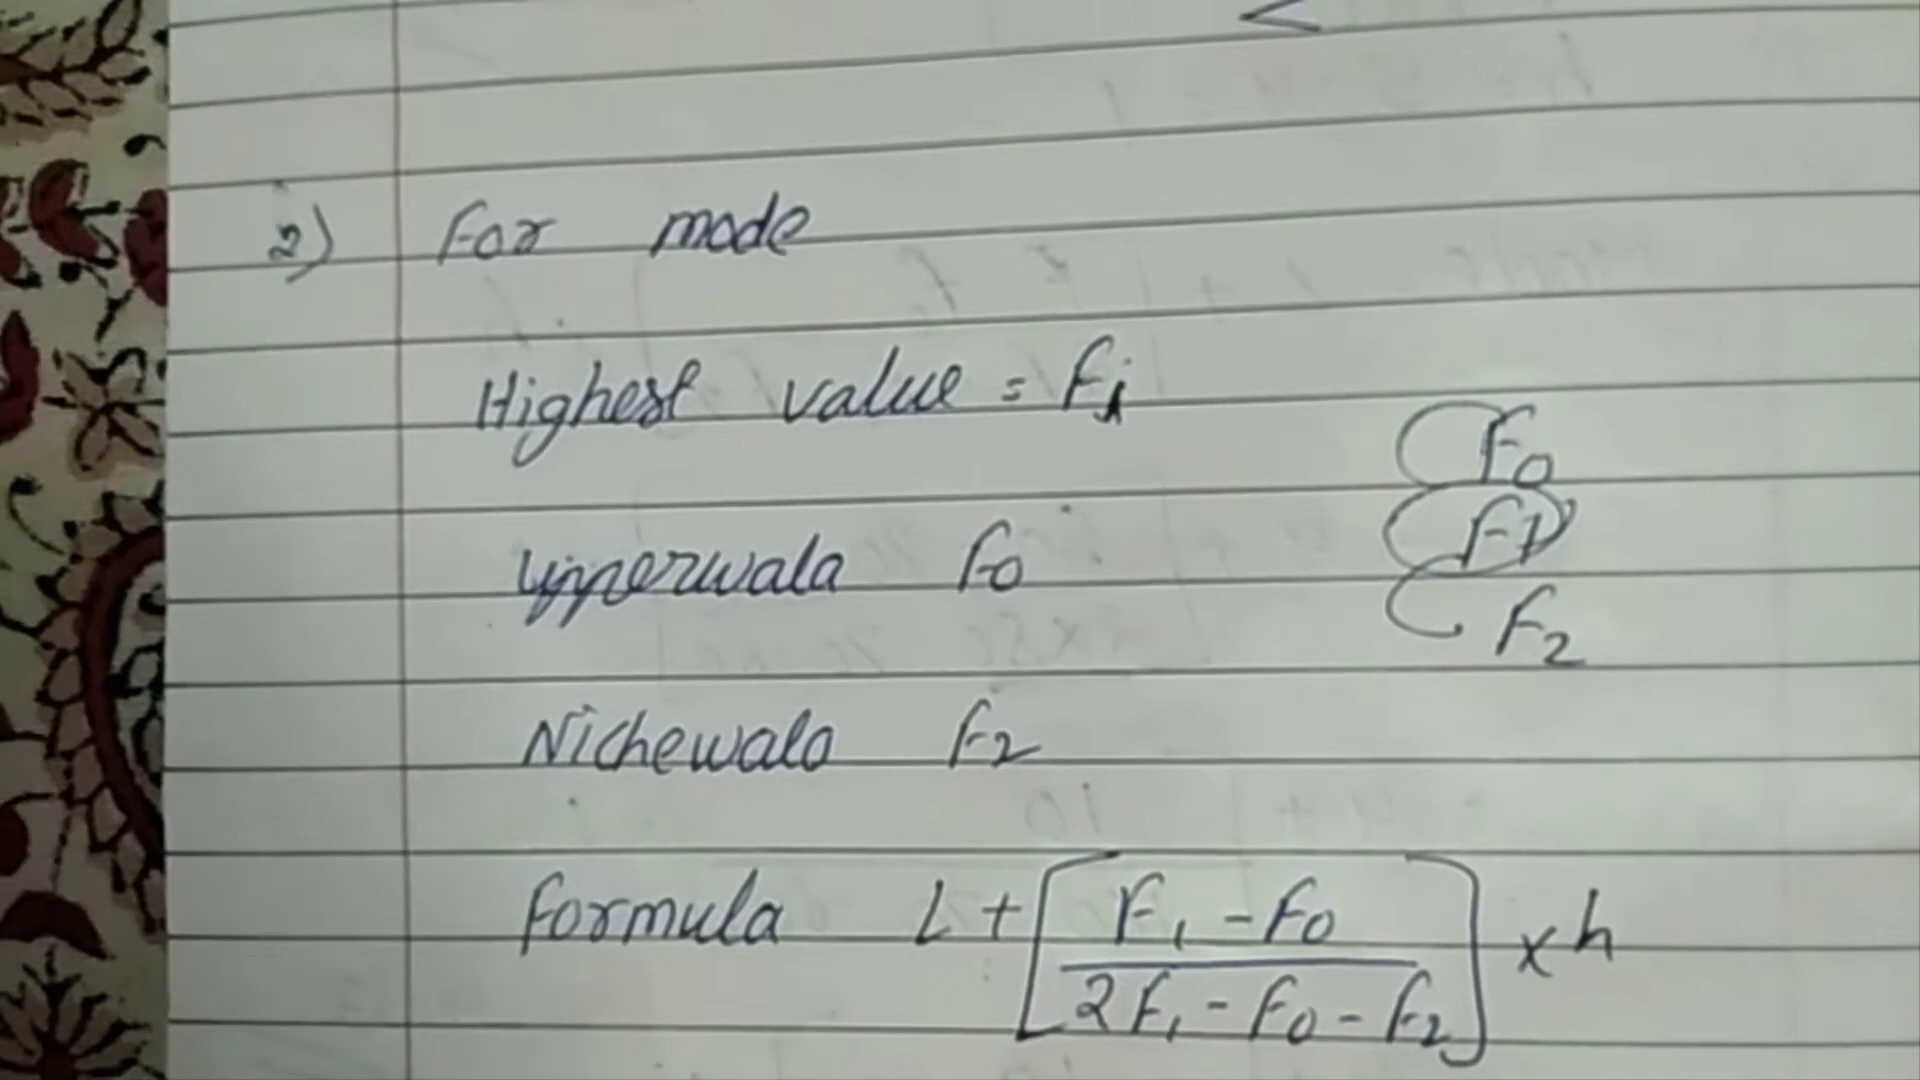 2) For mode
Highest value = F1
F0
Upperwala F0
F1
F2
Nichewala F2
Formula L + [ F1 - F0 / 2F1 - F0 - F2 ] x h